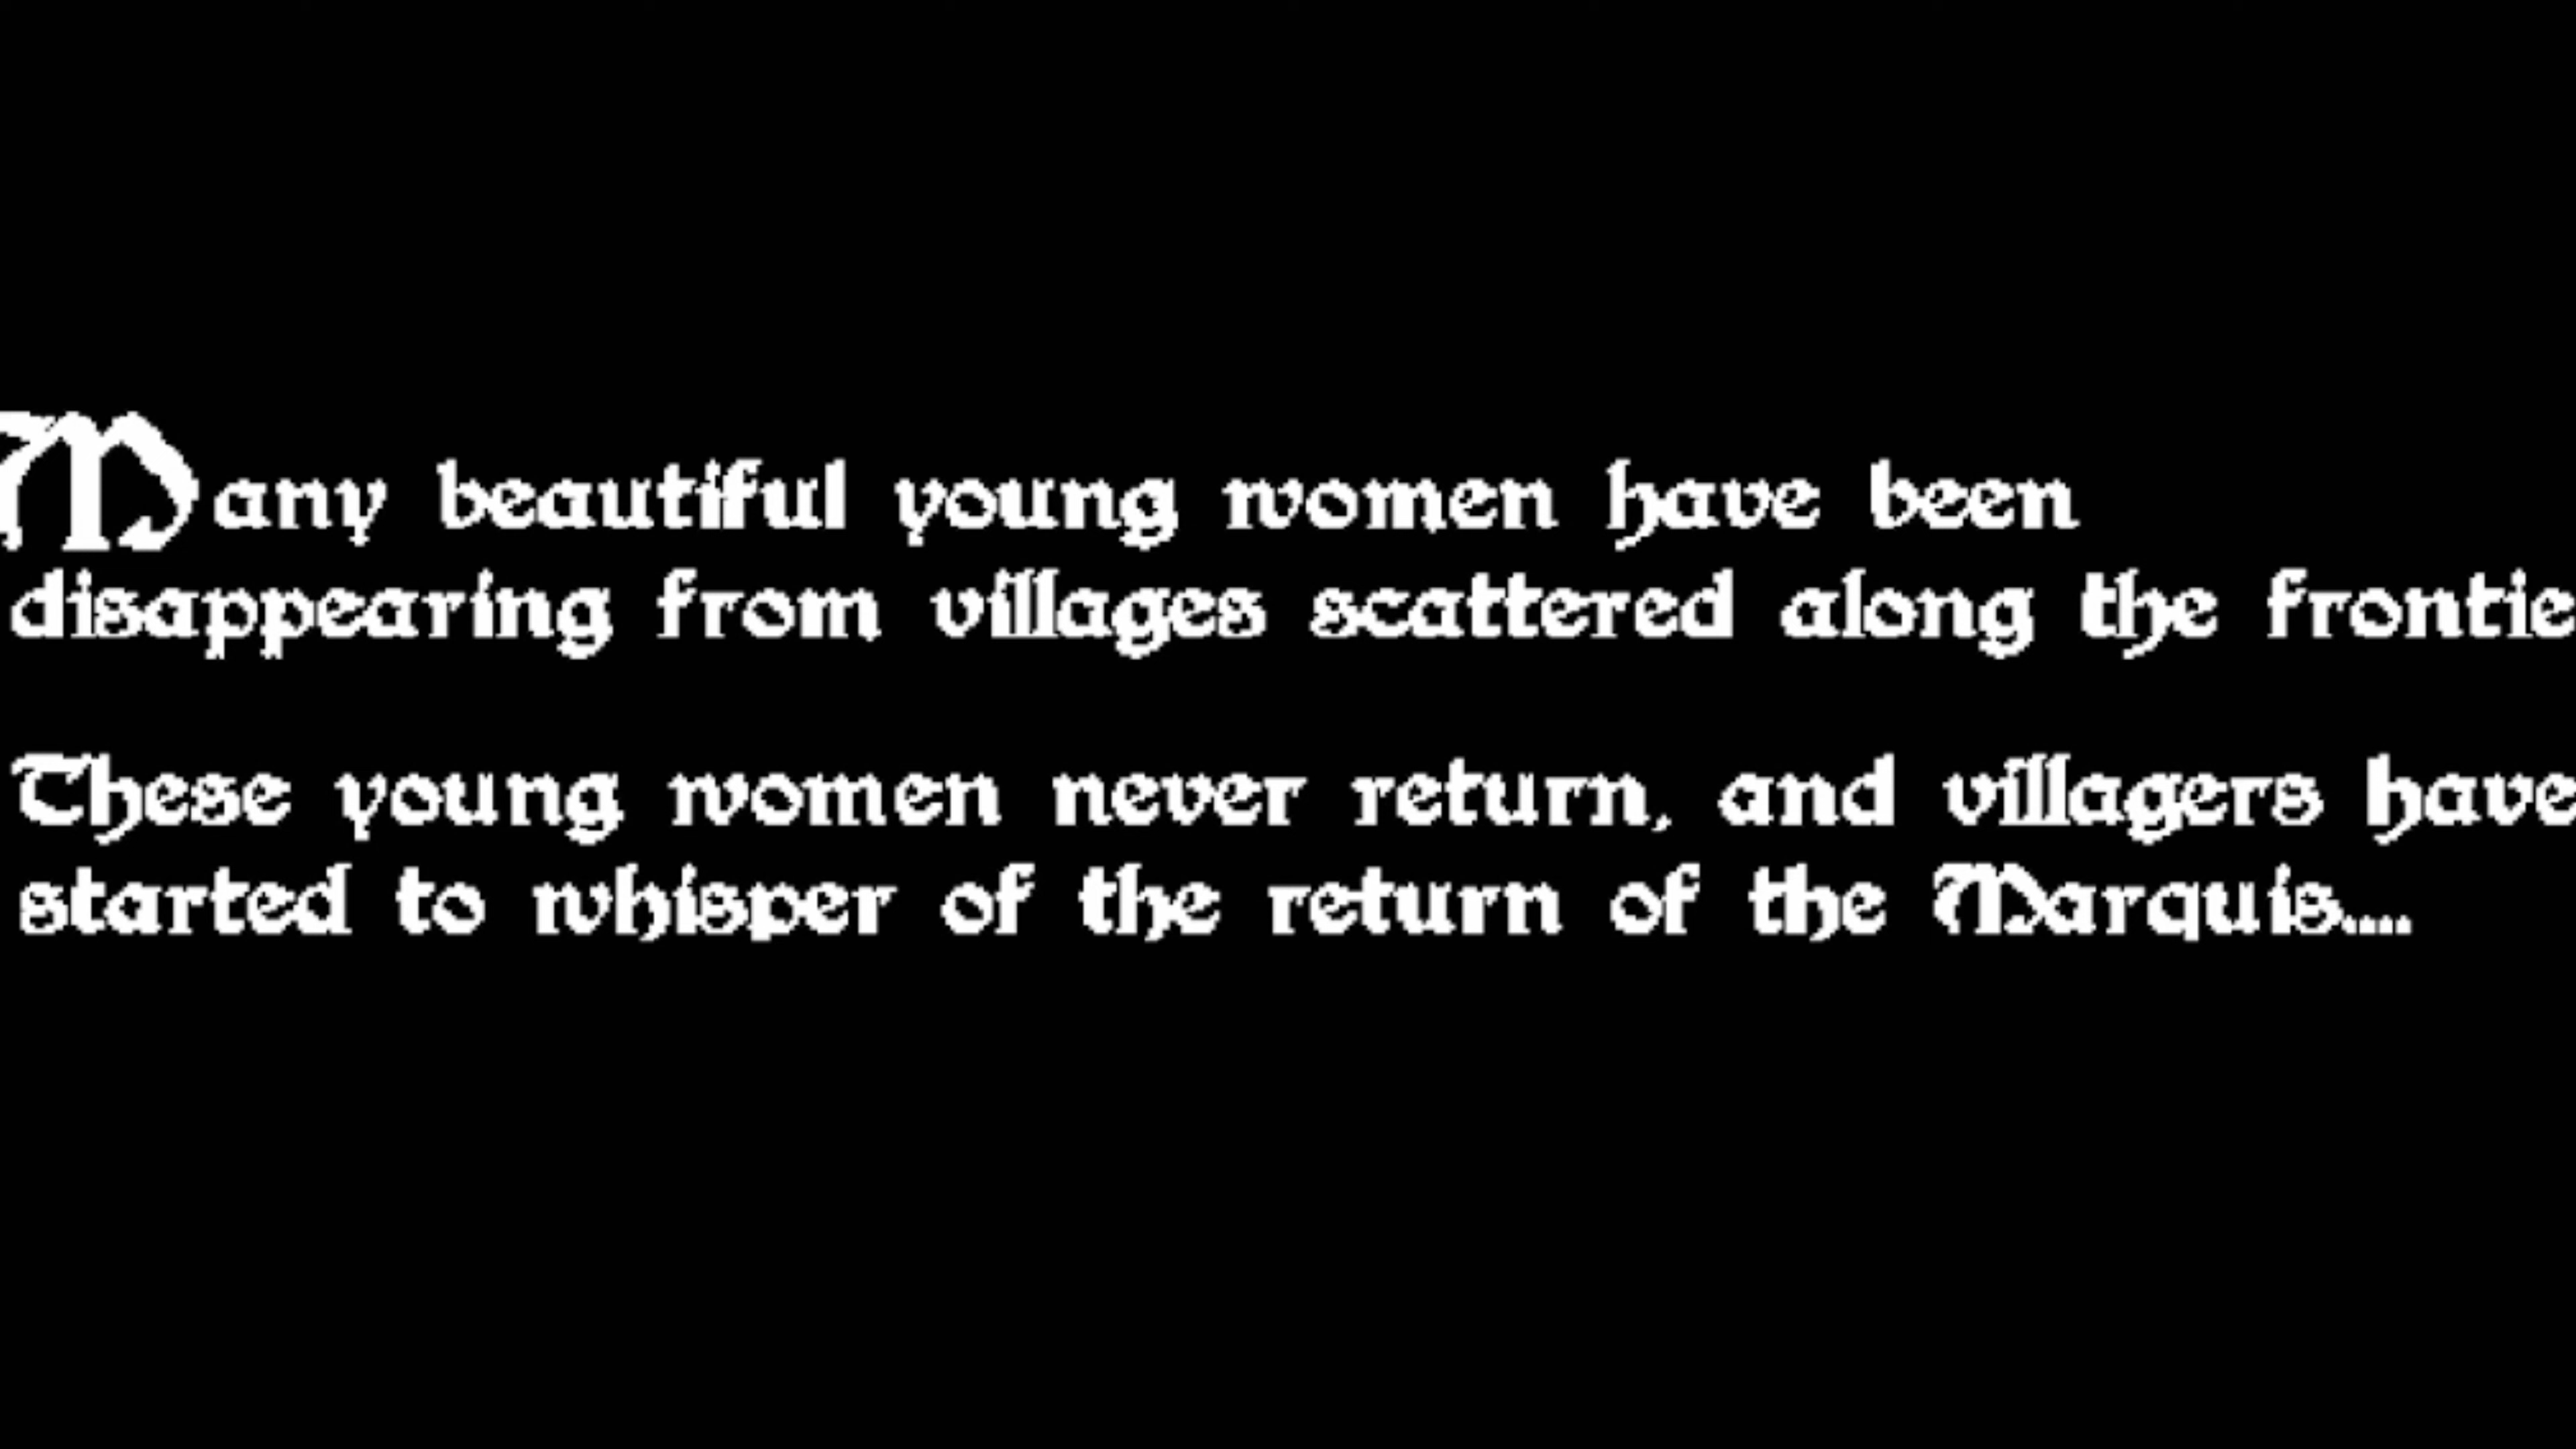 Many beautiful young women have been
disappearing from villages scattered along the frontie
These young women never return, and villagers have
started to whisper of the return of the Marquis....